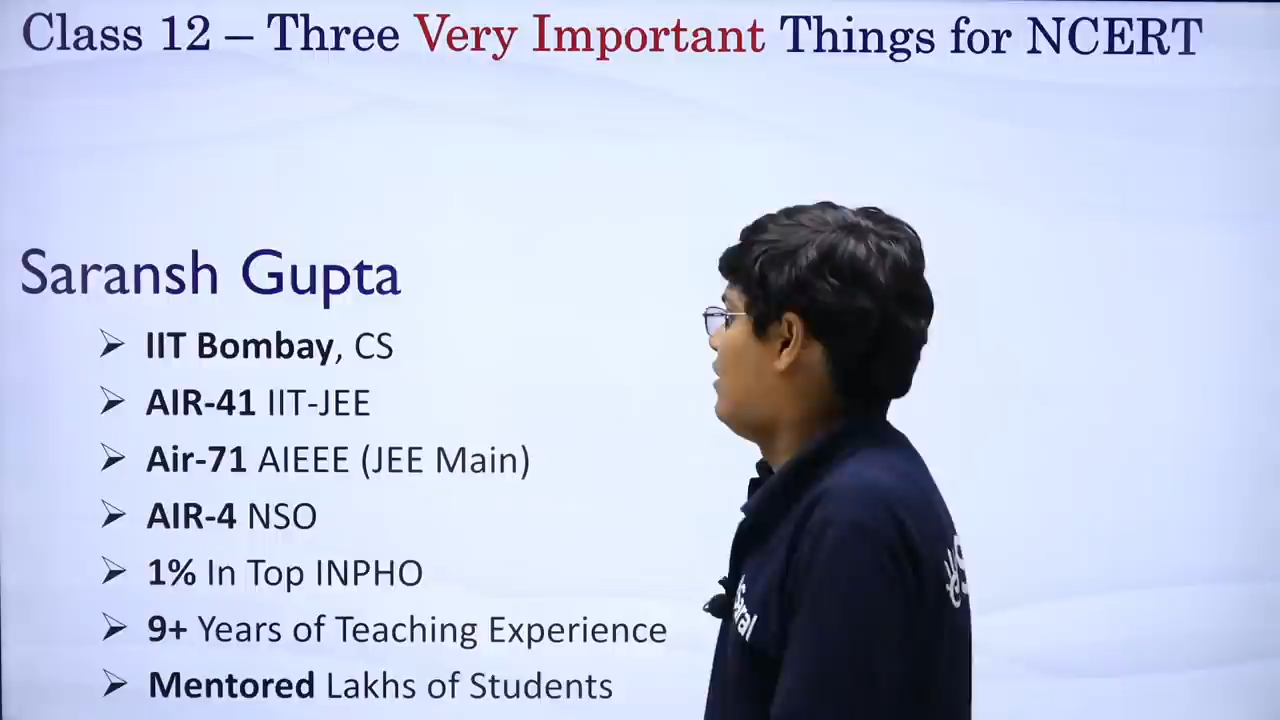 Class 12 – Three Very Important Things for NCERT
Saransh Gupta
➢ IIT Bombay, CS
➢ AIR-41 IIT-JEE
➢ Air-71 AIEEE (JEE Main)
➢ AIR-4 NSO
➢ 1% In Top INPHO
➢ 9+ Years of Teaching Experience
➢ Mentored Lakhs of Students